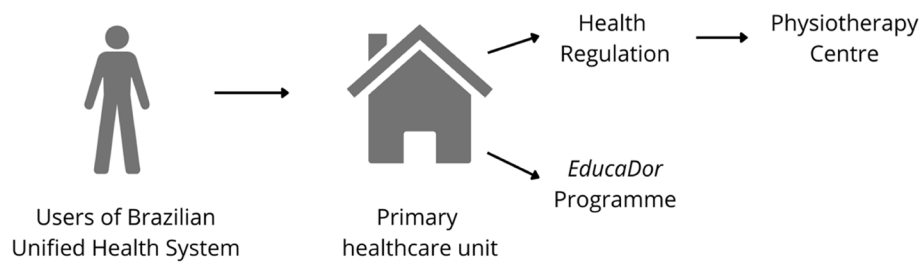 Users of Brazilian
Unified Health System
Primary
healthcare unit
Health
Regulation
Physiotherapy
Centre
EducaDor
Programme